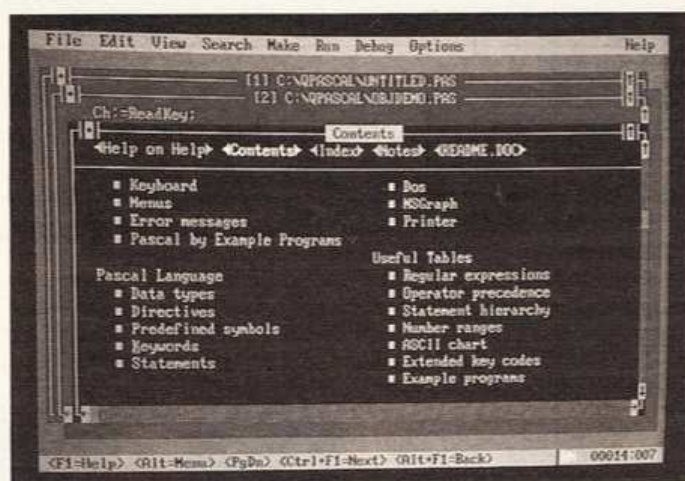 File Edit View Search Make Run Debug Options Help
[1] C:\QPASCAL\UNTITLED.PAS
[2] C:\QPASCAL\OBJDEMO.PAS
Ch:=ReadKey;
Contents
<Help on Help> <Contents> <Index> <Notes> <README.DOC>
Keyboard
Menus
Error messages
Pascal by Example Programs
Pascal Language
Data types
Directives
Predefined symbols
Keywords
Statements
Dos
MSGraph
Printer
Useful Tables
Regular expressions
Operator precedence
Statement hierarchy
Number ranges
ASCII chart
Extended key codes
Example programs
<F1=Help> <Alt=Menu> <PgDn> <Ctrl+F1=Next> <Alt+F1=Back> 00014:007